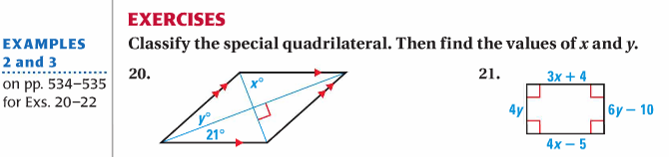 EXERCISES
EXAMPLES
2 and 3
on pp. 534–535
for Exs. 20–22
Classify the special quadrilateral. Then find the values of x and y.
20.
x°
y°
21°
21.
3x + 4
4y
6y – 10
4x – 5